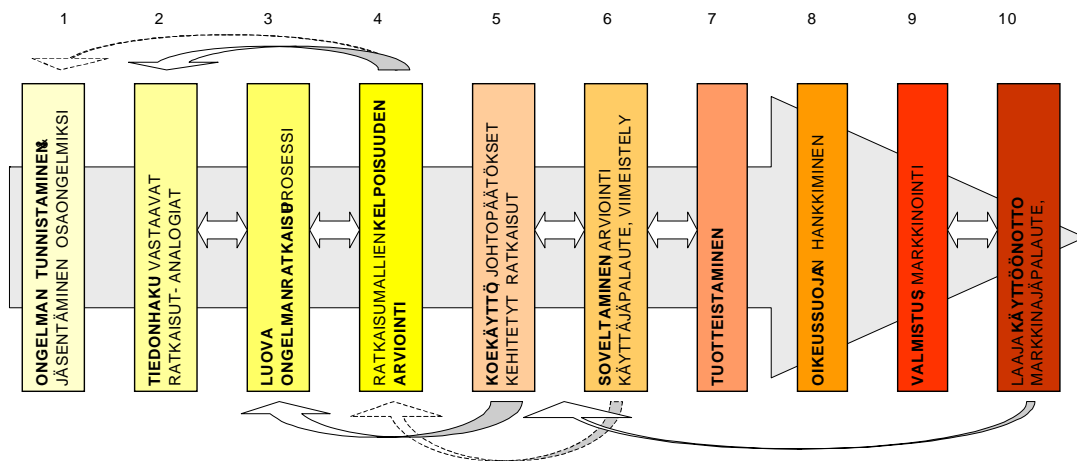 1
2
3
4
5
6
7
8
9
10
ONGELMAN TUNNISTAMINEN&
JÄSENTÄMINEN OSAONGELMIKSI
TIEDONHAKU VASTAAVAT
RATKAISUT- ANALOGIAT
LUOVA
ONGELMANRATKAISUPROSESSI
RATKAISUMALLIEN KELPOISUUDEN
ARVIOINTI
KOEKÄYTTÖ, JOHTOPÄÄTÖKSET
KEHITETYT RATKAISUT
SOVELTAMINEN ARVIOINTI
KÄYTTÄJÄPALAUTE, VIIMEISTELY
TUOTTEISTAMINEN
OIKEUSSUOJAN HANKKIMINEN
VALMISTUS, MARKKINOINTI
LAAJA KÄYTTÖÖNOTTO
MARKKINAJÄPALAUTE,